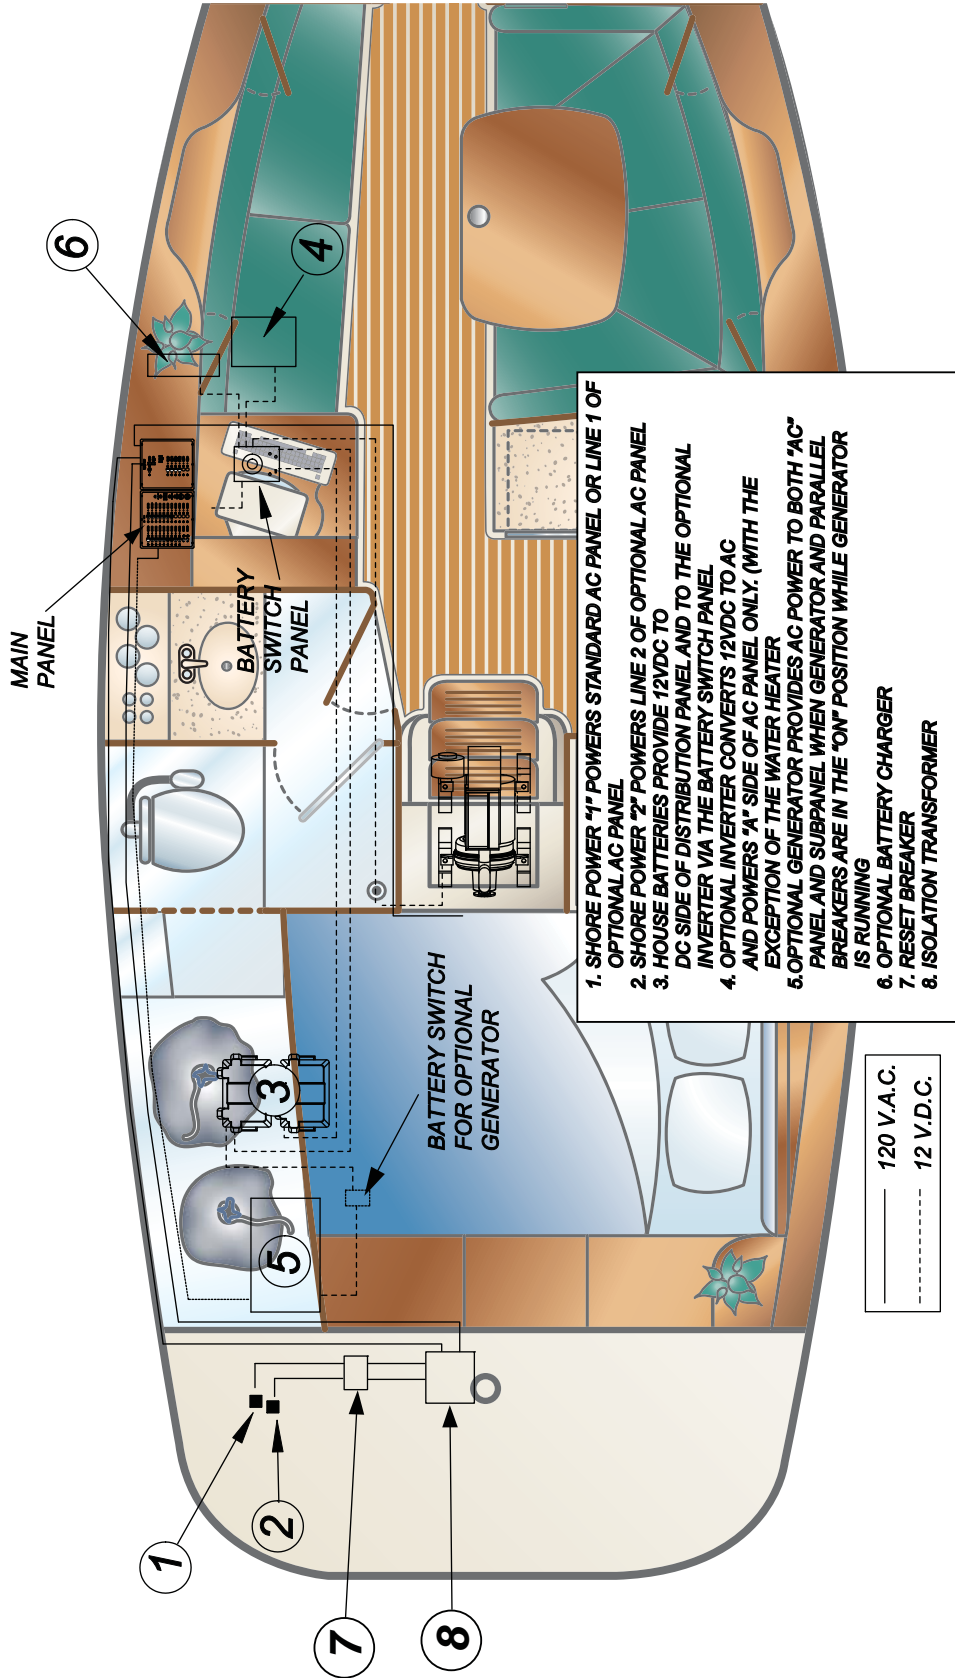 MAIN
PANEL
6
4
BATTERY
SWITCH
PANEL
3
BATTERY SWITCH
FOR OPTIONAL
GENERATOR
5
1
2
7
8
1. SHORE POWER "1" POWERS STANDARD AC PANEL OR LINE 1 OF
OPTIONAL AC PANEL
2. SHORE POWER "2" POWERS LINE 2 OF OPTIONAL AC PANEL
3. HOUSE BATTERIES PROVIDE 12VDC TO
DC SIDE OF DISTRIBUTION PANEL AND TO THE OPTIONAL
INVERTER VIA THE BATTERY SWITCH PANEL
4. OPTIONAL INVERTER CONVERTS 12VDC TO AC
AND POWERS "A" SIDE OF AC PANEL ONLY. (WITH THE
EXCEPTION OF THE WATER HEATER
5.OPTIONAL GENERATOR PROVIDES AC POWER TO BOTH "AC"
PANEL AND SUBPANEL WHEN GENERATOR AND PARALLEL
BREAKERS ARE IN THE "ON" POSITION WHILE GENERATOR
IS RUNNING
6. OPTIONAL BATTERY CHARGER
7. RESET BREAKER
8. ISOLATION TRANSFORMER
120 V.A.C.
12 V.D.C.